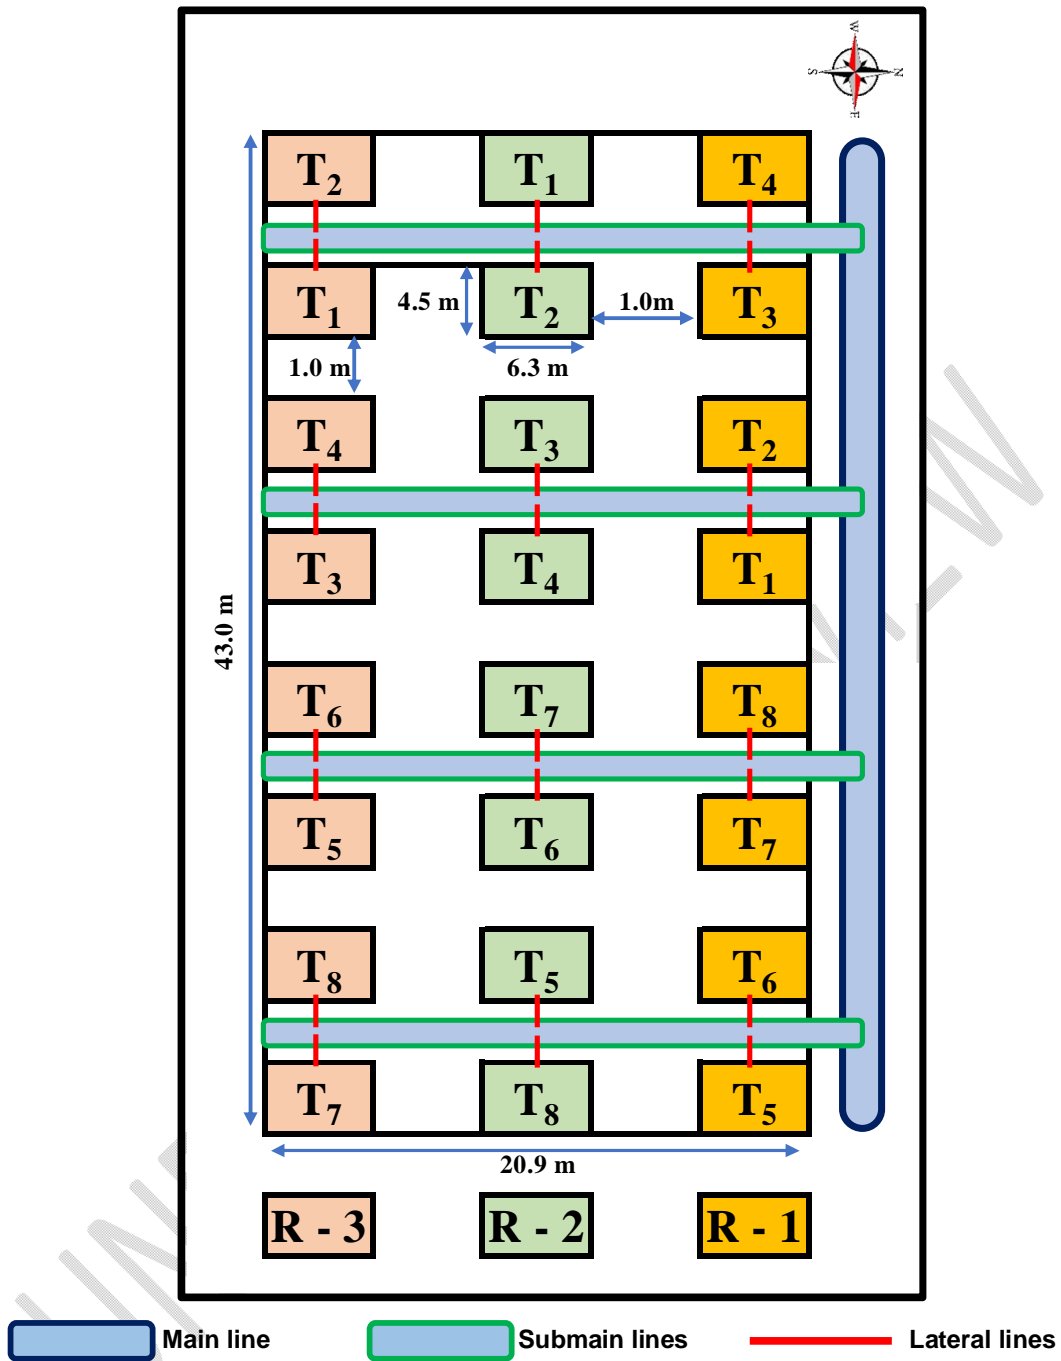 W
S N
E
T2 T1 T4
T1 4.5 m T2 1.0m T3
1.0 m 6.3 m
T4 T3 T2
T3 T4 T1
43.0 m
T6 T7 T8
T5 T6 T7
T8 T5 T6
T7 T8 T5
20.9 m
R - 3 R - 2 R - 1
Main line Submain lines Lateral lines